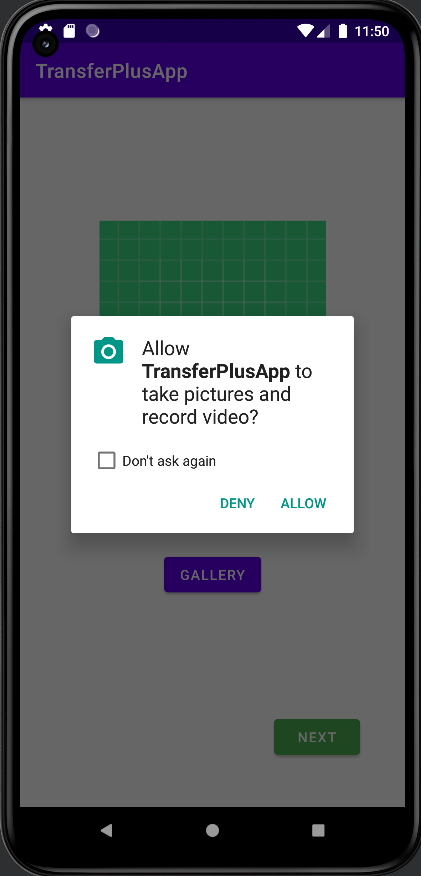 11:50
TransferPlusApp
Allow
TransferPlusApp to
take pictures and
record video?
Don't ask again
DENY ALLOW
GALLERY
NEXT